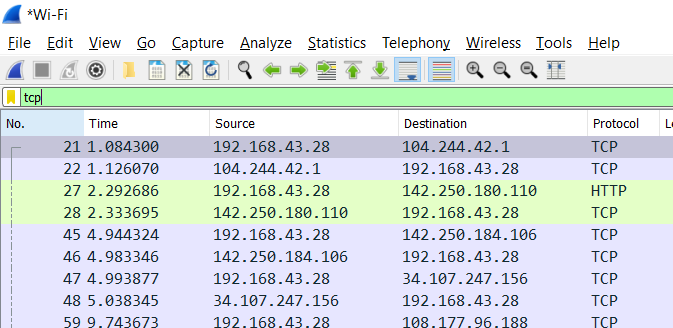 *Wi-Fi
File Edit View Go Capture Analyze Statistics Telephony Wireless Tools Help
tcp
No. Time Source Destination Protocol Le
21 1.084300 192.168.43.28 104.244.42.1 TCP
22 1.126070 104.244.42.1 192.168.43.28 TCP
27 2.292686 192.168.43.28 142.250.180.110 HTTP
28 2.333695 142.250.180.110 192.168.43.28 TCP
45 4.944324 192.168.43.28 142.250.184.106 TCP
46 4.983346 142.250.184.106 192.168.43.28 TCP
47 4.993877 192.168.43.28 34.107.247.156 TCP
48 5.038345 34.107.247.156 192.168.43.28 TCP
59 9.743673 192.168.43.28 108.177.96.188 TCP